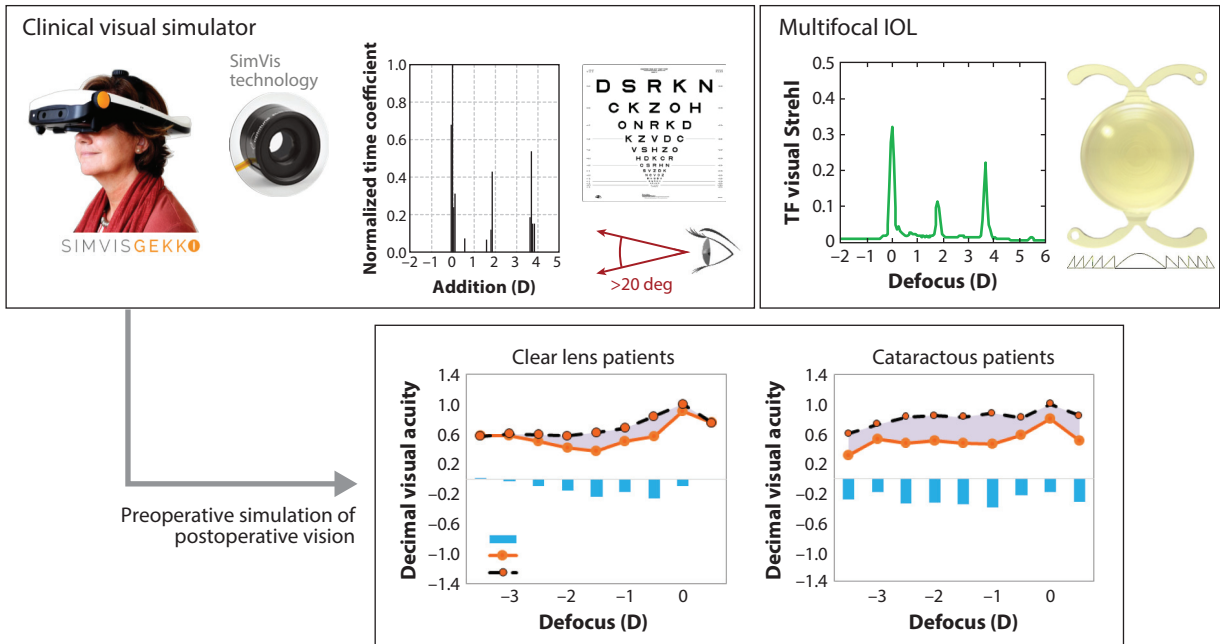 Clinical visual simulator
SimVis
technology
SIMVISGEKKO
Normalized time coefficient
1.0
0.8
0.6
0.4
0.2
0.0
−2 −1 0 1 2 3 4 5
Addition (D)
D S R K N
C K Z O H
O N R K D
K Z V D C
V S H Z O
H D K C R
C S R H N
>20 deg
Multifocal IOL
TF visual Strehl
0.5
0.4
0.3
0.2
0.1
0
−2 −1 0 1 2 3 4 5 6
Defocus (D)
Preoperative simulation of
postoperative vision
Clear lens patients
Decimal visual acuity
1.4
1.0
0.6
0.2
−0.2
−0.6
−1.0
−1.4
−3 −2 −1 0
Defocus (D)
Cataractous patients
Decimal visual acuity
1.4
1.0
0.6
0.2
−0.2
−0.6
−1.0
−1.4
−3 −2 −1 0
Defocus (D)